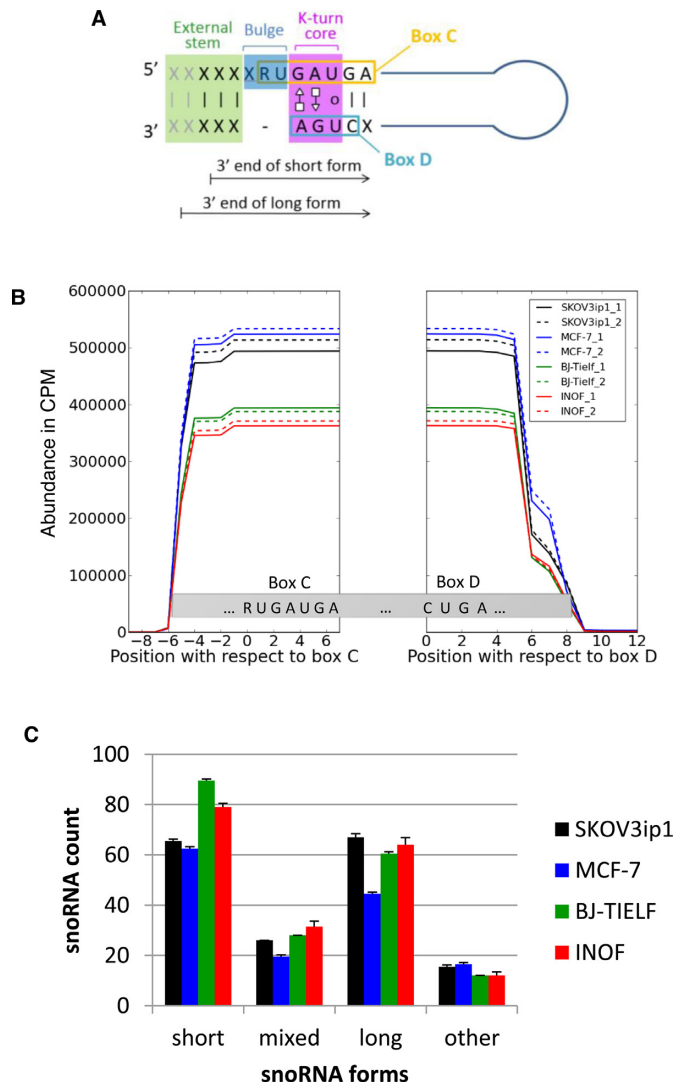 A
External stem
Bulge
K-turn core
Box C
5’ X X X X X X R U G A U G A
o
3’ X X X X X - A G U C X
Box D
3’ end of short form
3’ end of long form
B
Abundance in CPM
600000
500000
400000
300000
200000
100000
0
SKOV3ip1_1
SKOV3ip1_2
MCF-7_1
MCF-7_2
BJ-Tielf_1
BJ-Tielf_2
INOF_1
INOF_2
Box C
Box D
... R U G A U G A ... C U G A ...
−8 −6 −4 −2 0 2 4 6
0 2 4 6 8 10 12
Position with respect to box C
Position with respect to box D
C
snoRNA count
100
80
60
40
20
0
SKOV3ip1
MCF-7
BJ-TIELF
INOF
short mixed long other
snoRNA forms